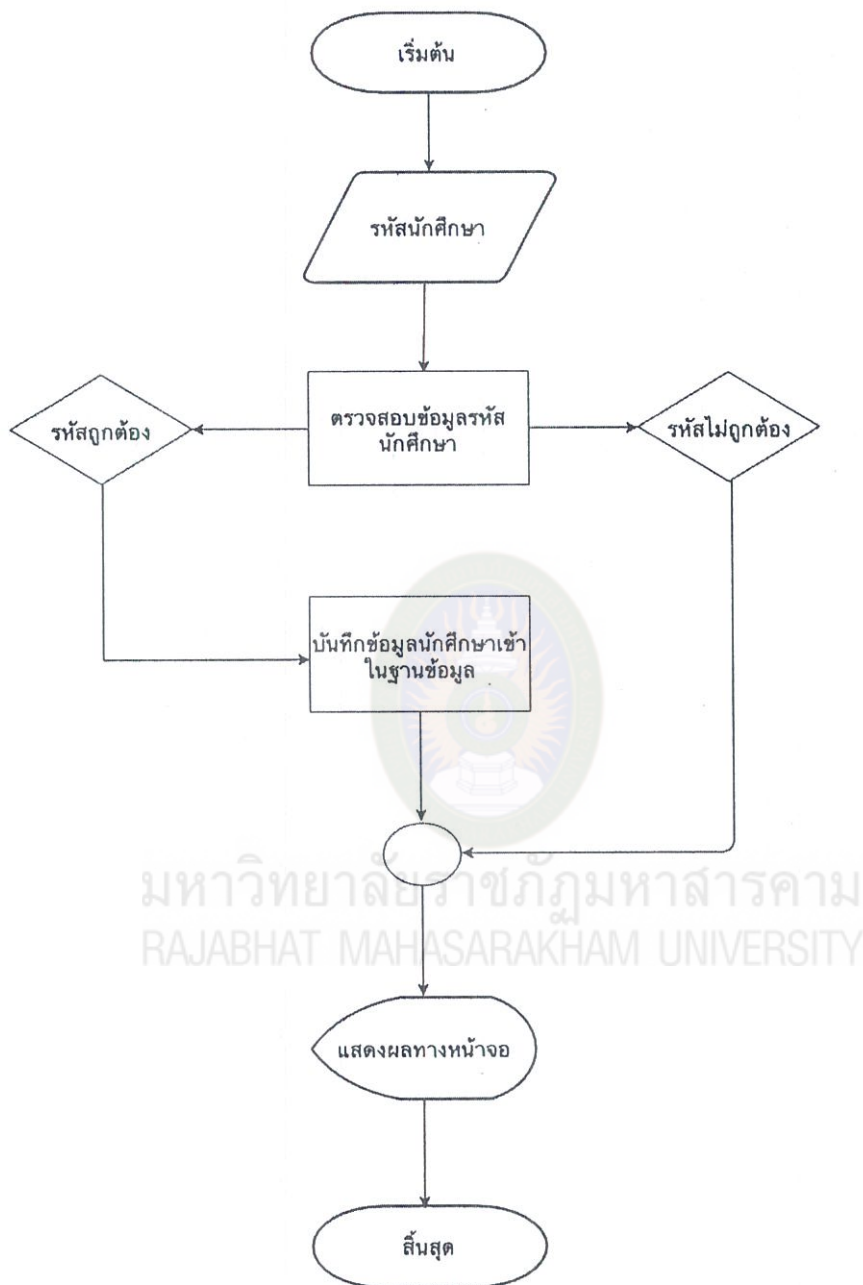 เริ่มต้น
รหัสนักศึกษา
รหัสถูกต้อง
ตรวจสอบข้อมูลรหัส
นักศึกษา
รหัสไม่ถูกต้อง
บันทึกข้อมูลนักศึกษาเข้า
ในฐานข้อมูล
มหาวิทยาลัยราชภัฏมหาสารคาม
RAJABHAT MAHASARAKHAM UNIVERSITY
แสดงผลทางหน้าจอ
สิ้นสุด